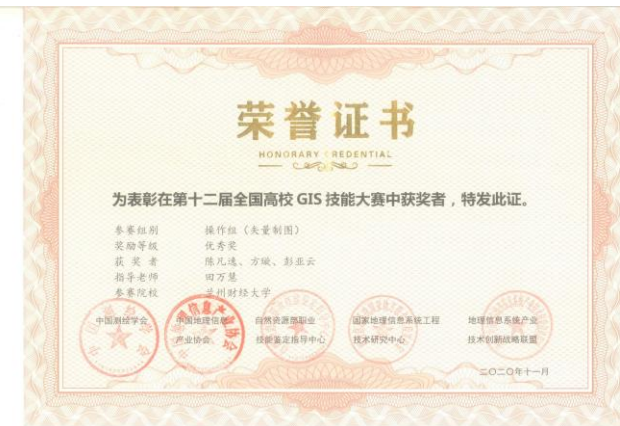 荣誉证书
HONORARY CREDENTIAL
为表彰在第十二届全国高校 GIS 技能大赛中获奖者，特发此证。
参赛组别 操作组（矢量制图）
奖励等级 优秀奖
获 奖 者 陈凡逸、方璇、彭亚云
指导老师 田万慧
参赛院校 兰州财经大学
中国测绘学会 中国地理信息 自然资源部职业 国家地理信息系统工程 地理信息系统产业
产业协会 技能鉴定指导中心 技术研究中心 技术创新战略联盟
二〇二〇年十一月